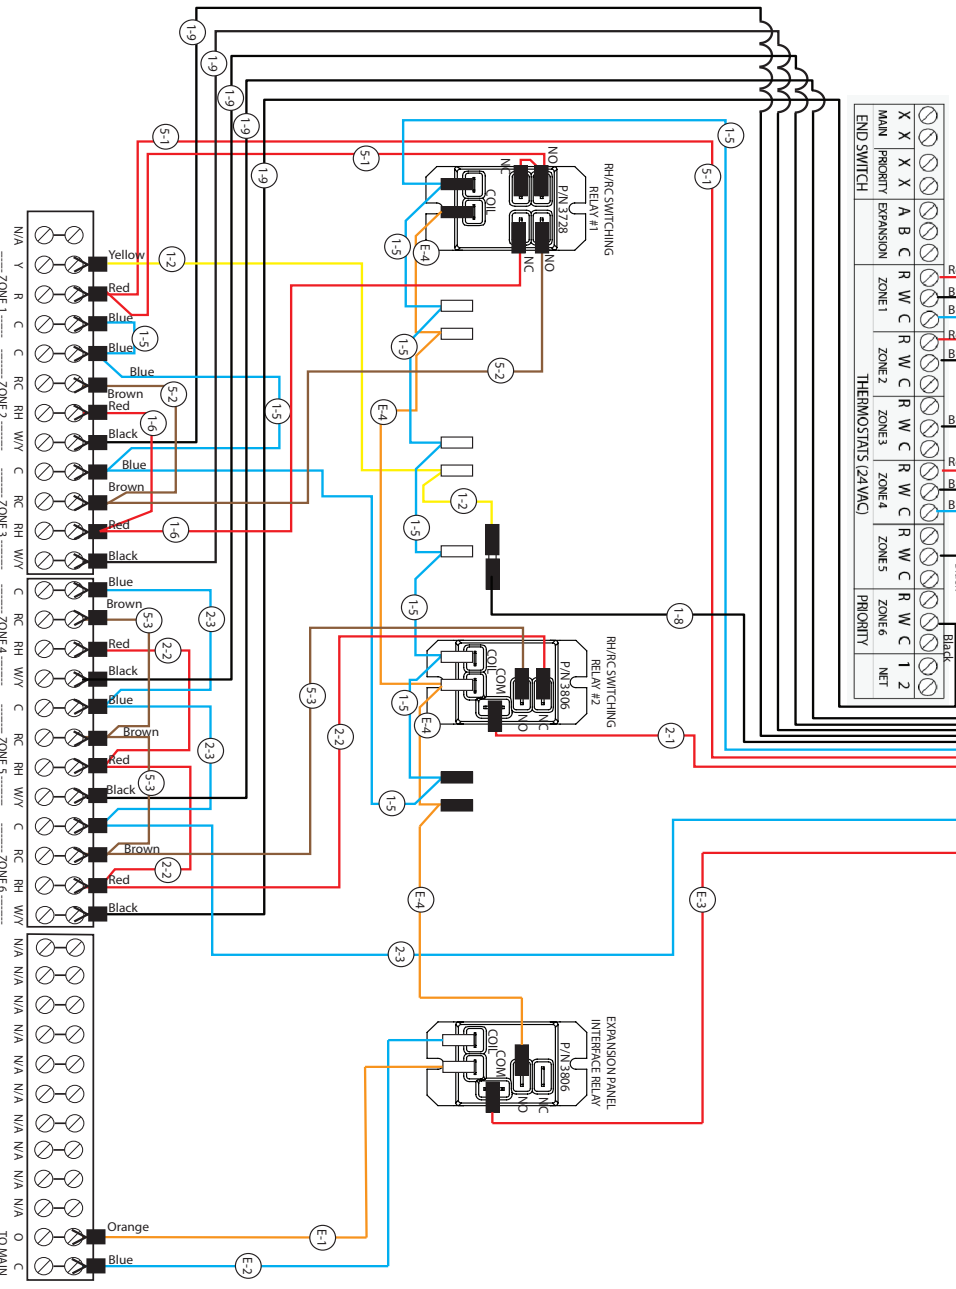 1-9
1-9
1-9
1-9
1-9
5-1
5-1
5-1
1-5
RH/RC SWITCHING
RELAY #1
P/N 3728
NO
NC
COIL
NO
NC
1-5
E-4
1-5
E-4
5-2
1-2
1-5
1-5
1-8
RH/RC SWITCHING
RELAY #2
P/N 3806
COIL
COM
NO
NC
1-5
E-4
1-5
2-1
5-3
2-2
E-4
E-3
2-3
EXPANSION PANEL
INTERFACE RELAY
P/N 3806
COIL
COM
NO
NC
E-1
E-2
END SWITCH
MAIN
X X
PRIORITY
X X
EXPANSION
A B C
THERMOSTATS (24VAC)
ZONE 1
R W C
ZONE 2
R W C
ZONE 3
R W C
ZONE 4
R W C
ZONE 5
R W C
PRIORITY
ZONE 6
R W C
NET
1 2
R
B
B
R
B
B
R
B
B
Black
N/A
Y
Yellow
1-2
R
Red
C
Blue
1-5
C
Blue
Blue
1-5
RC
Brown
5-2
RH
Red
1-6
W/Y
Black
C
Blue
RC
Brown
RH
Red
1-6
W/Y
Black
C
Blue
2-3
RC
Brown
5-3
RH
Red
2-2
W/Y
Black
C
Blue
2-3
RC
Brown
5-3
RH
Red
W/Y
Black
C
RC
Brown
2-2
RH
Red
W/Y
Black
N/A
N/A
N/A
N/A
N/A
N/A
N/A
N/A
N/A
N/A
O
Orange
C
Blue
ZONE 1
ZONE 2
ZONE 3
ZONE 4
ZONE 5
ZONE 6
TO MAIN